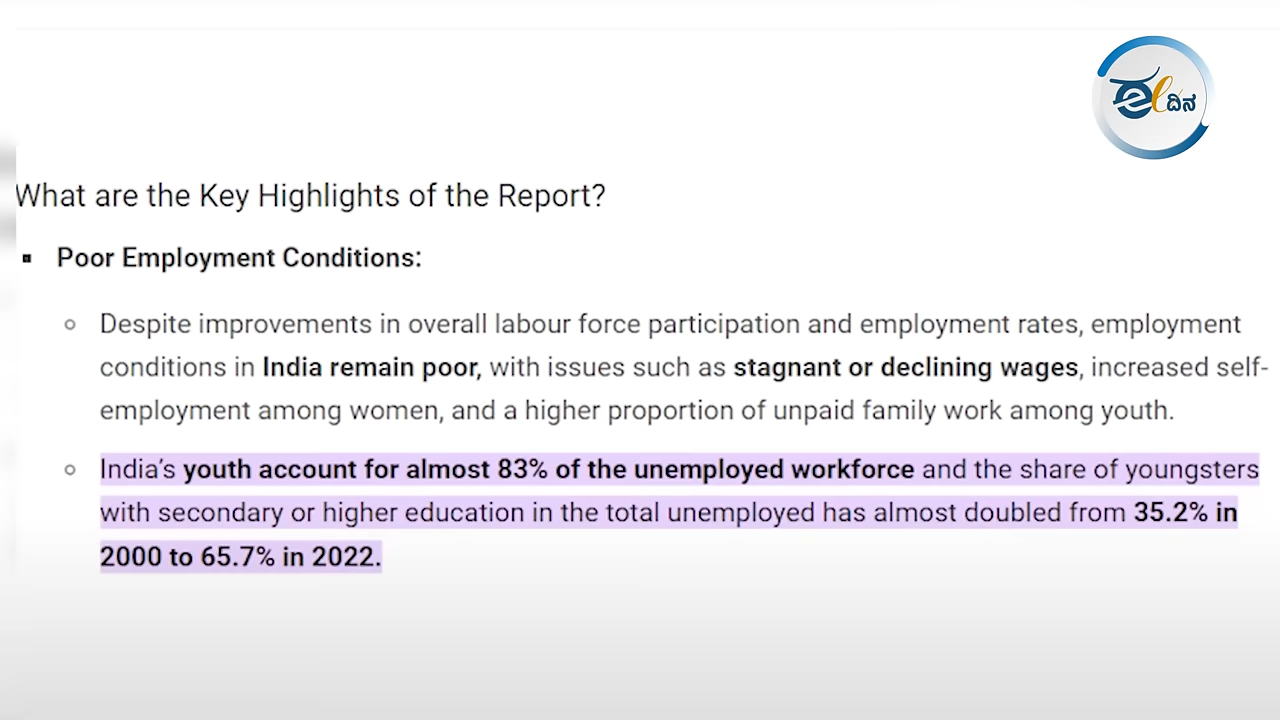 ಈ ದಿನ
What are the Key Highlights of the Report?
▪ Poor Employment Conditions:
○ Despite improvements in overall labour force participation and employment rates, employment
conditions in India remain poor, with issues such as stagnant or declining wages, increased self-
employment among women, and a higher proportion of unpaid family work among youth.
○ India's youth account for almost 83% of the unemployed workforce and the share of youngsters
with secondary or higher education in the total unemployed has almost doubled from 35.2% in
2000 to 65.7% in 2022.